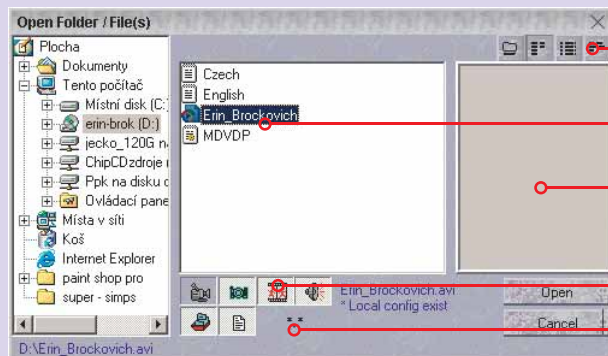 Open Folder / File(s)
Plocha
Dokumenty
Tento počítač
Místní disk (C:
erin-brok (D:)
jecko_120G n
ChipCDzdroje
Ppk na disku
Ovládací pane
Místa v síti
Koš
Internet Explorer
paint shop pro
super - simps
Czech
English
Erin_Brockovich
MDVDP
Erin_Brockovich.avi
* Local config exist
* *
Open
Cancel
D:\Erin_Brockovich.avi